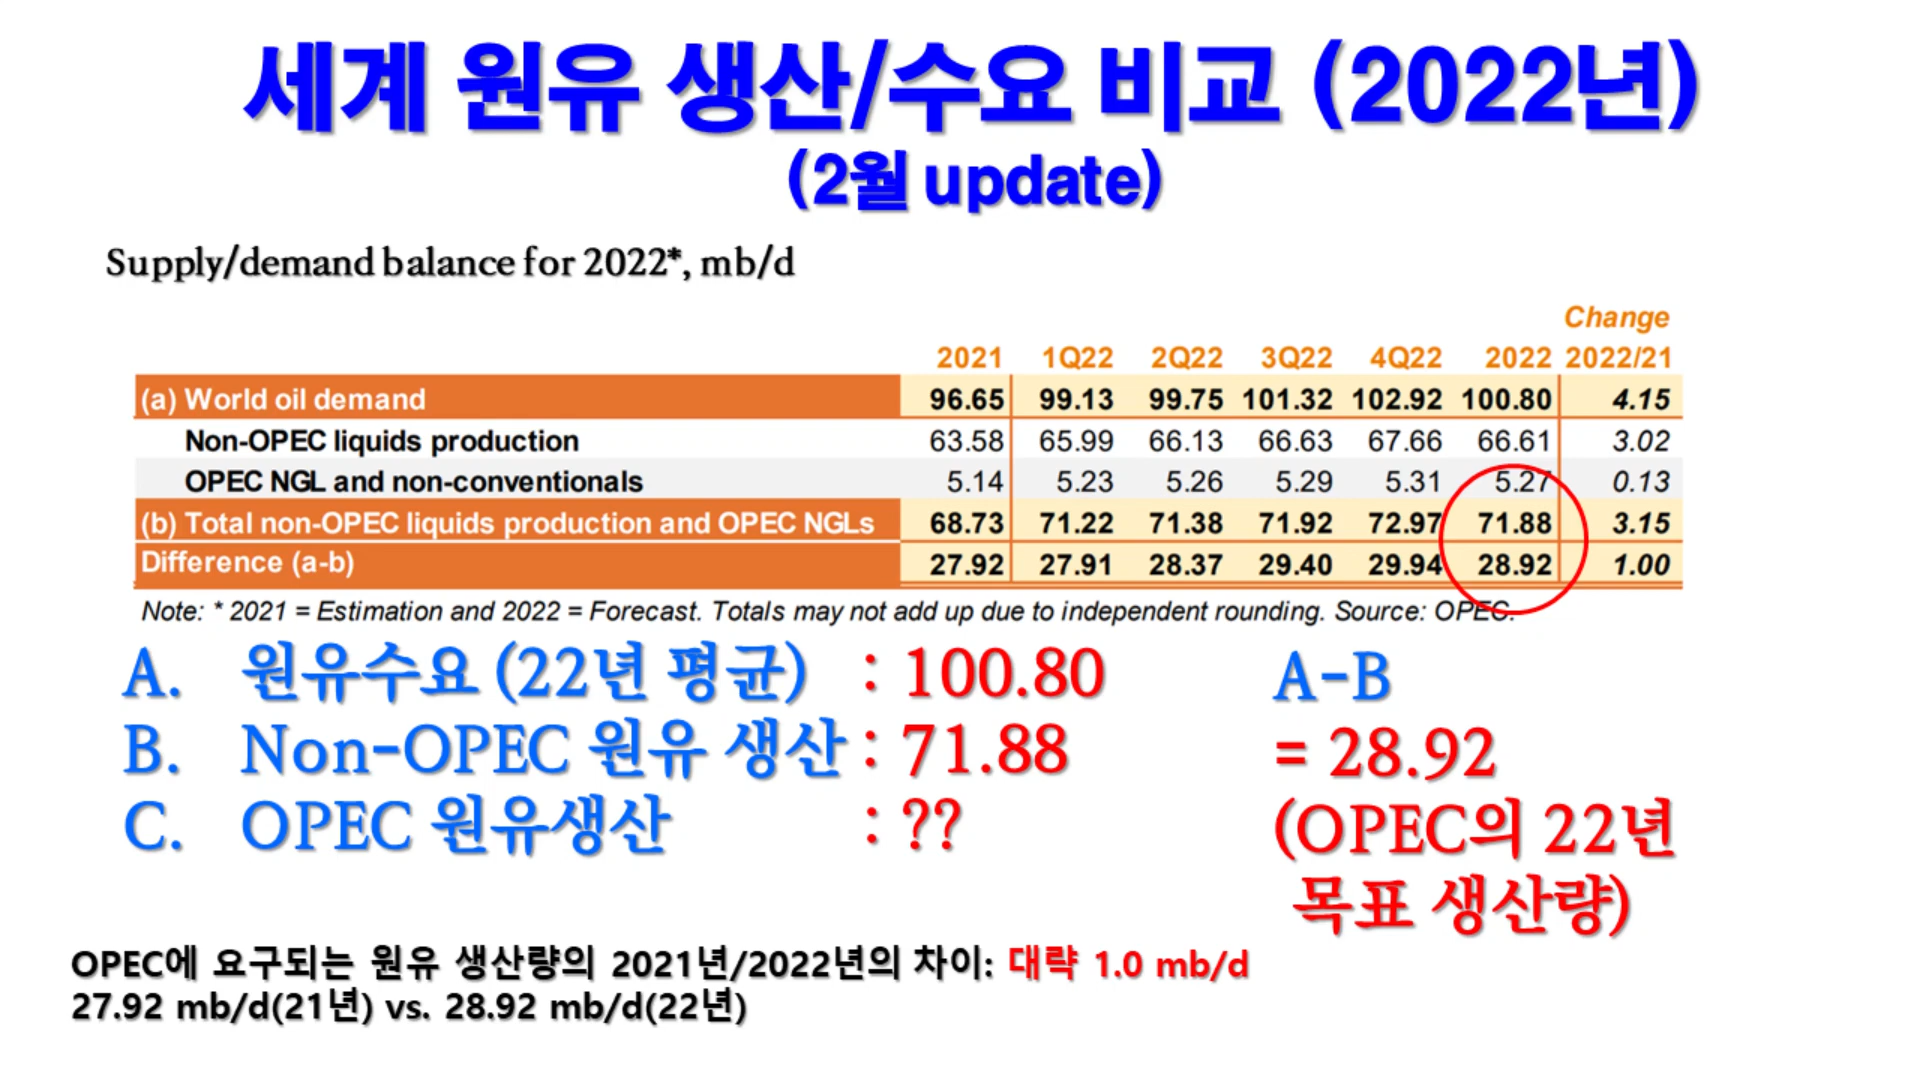 세계 원유 생산/수요 비교 (2022년)
(2월 update)
Supply/demand balance for 2022*, mb/d
Change
2021 1Q22 2Q22 3Q22 4Q22 2022 2022/21
(a) World oil demand 96.65 99.13 99.75 101.32 102.92 100.80 4.15
Non-OPEC liquids production 63.58 65.99 66.13 66.63 67.66 66.61 3.02
OPEC NGL and non-conventionals 5.14 5.23 5.26 5.29 5.31 5.27 0.13
(b) Total non-OPEC liquids production and OPEC NGLs 68.73 71.22 71.38 71.92 72.97 71.88 3.15
Difference (a-b) 27.92 27.91 28.37 29.40 29.94 28.92 1.00
Note: * 2021 = Estimation and 2022 = Forecast. Totals may not add up due to independent rounding. Source: OPEC.
A. 원유수요 (22년 평균) : 100.80
B. Non-OPEC 원유 생산 : 71.88
C. OPEC 원유생산 : ??
A-B
= 28.92
(OPEC의 22년
목표 생산량)
OPEC에 요구되는 원유 생산량의 2021년/2022년의 차이: 대략 1.0 mb/d
27.92 mb/d(21년) vs. 28.92 mb/d(22년)